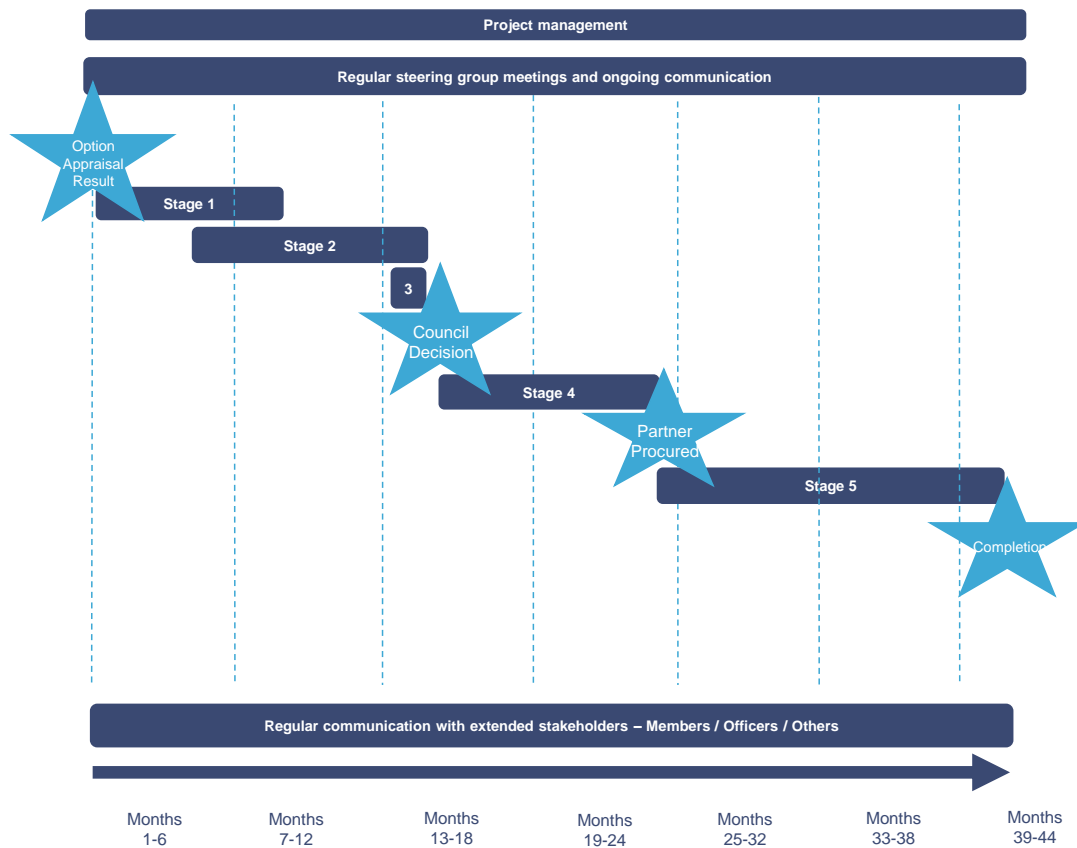 Project management
Regular steering group meetings and ongoing communication
Option
Appraisal
Result
Stage 1
Stage 2
3
Council
Decision
Stage 4
Partner
Procured
Stage 5
Completion
Regular communication with extended stakeholders – Members / Officers / Others
Months
1-6
Months
7-12
Months
13-18
Months
19-24
Months
25-32
Months
33-38
Months
39-44